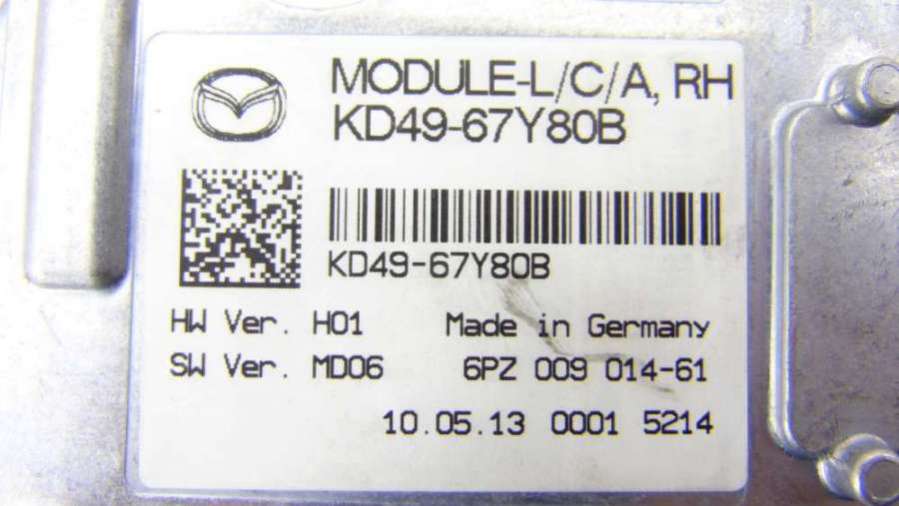 MODULE-L/C/A, RH
KD49-67Y80B
KD49-67Y80B
HW Ver. H01 Made in Germany
SW Ver. MD06 6PZ 009 014-61
10.05.13 0001 5214